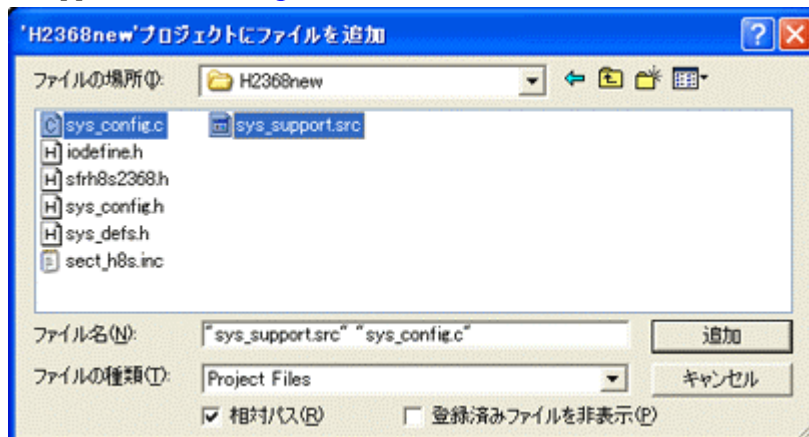 'H2368new'プロジェクトにファイルを追加
ファイルの場所(I): H2368new
sys_config.c sys_support.src
iodefine.h
sfrh8s2368.h
sys_config.h
sys_defs.h
sect_h8s.inc
ファイル名(N): "sys_support.src" "sys_config.c" 追加
ファイルの種類(T): Project Files キャンセル
相対パス(R) 登録済みファイルを非表示(P)